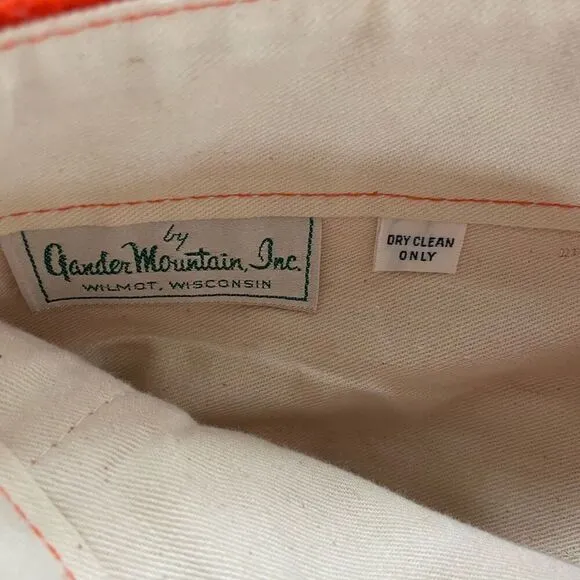 by
Gander Mountain, Inc.
WILMOT, WISCONSIN
DRY CLEAN
ONLY